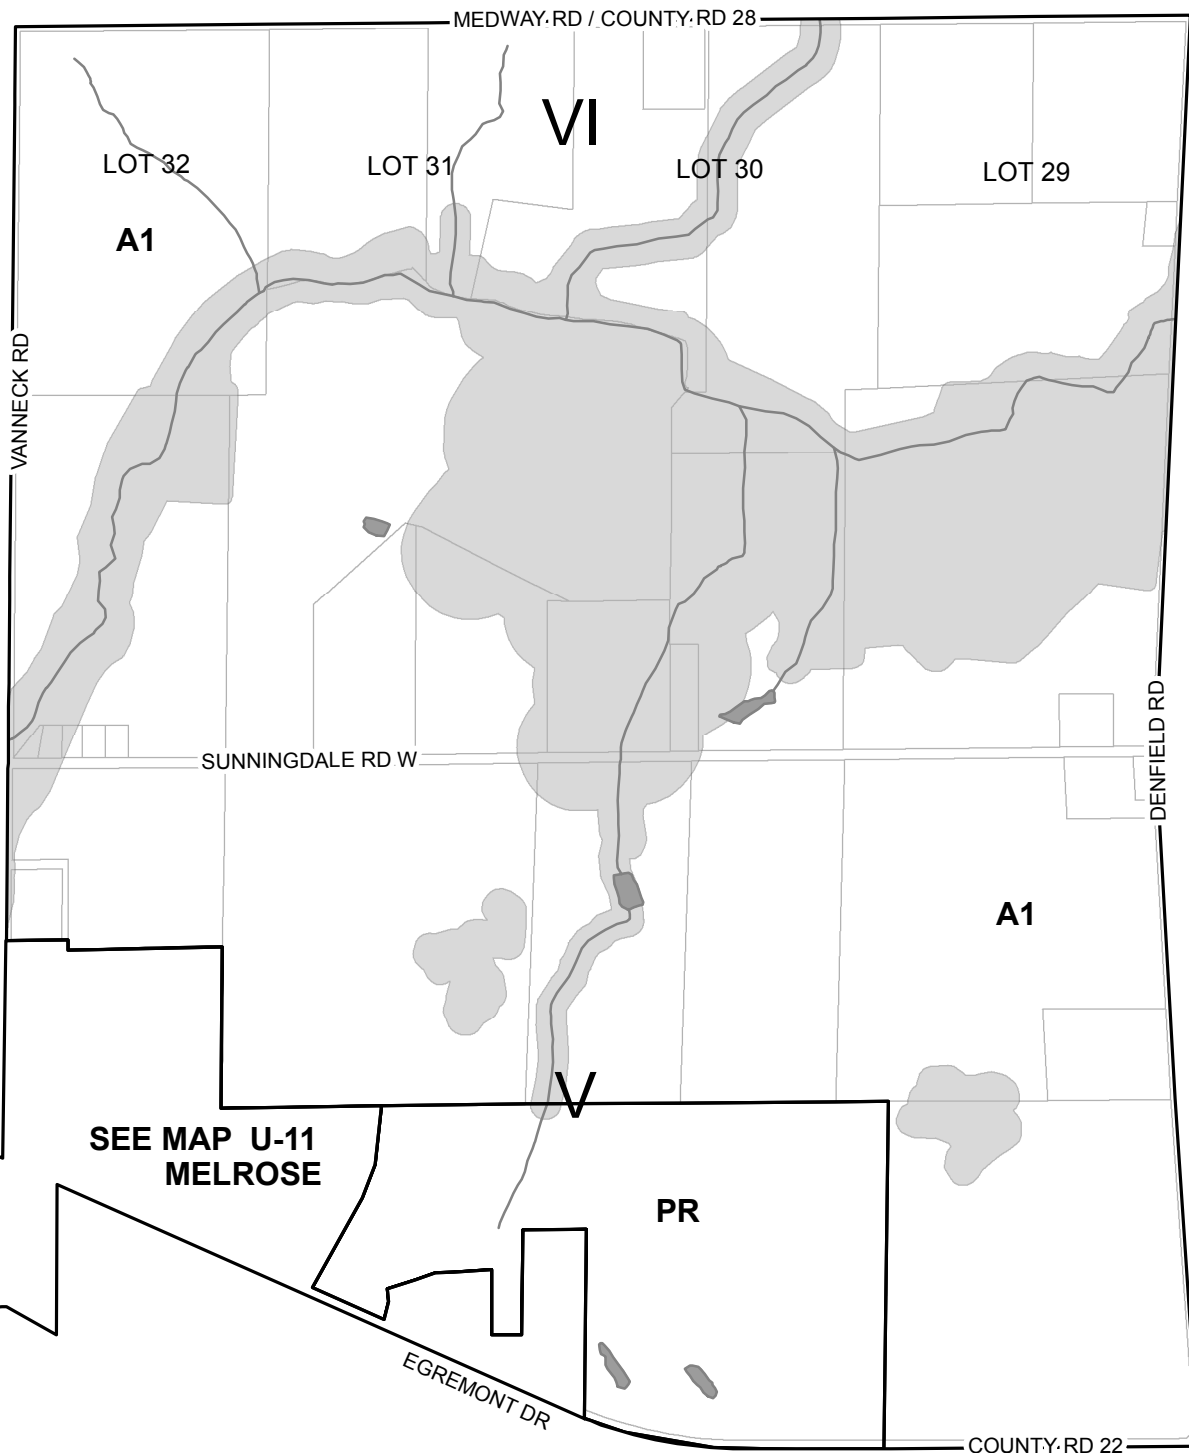 MEDWAY RD / COUNTY RD 28
VI
LOT 32
LOT 31
LOT 30
LOT 29
A1
VANNECK RD
SUNNINGDALE RD W
DENFIELD RD
A1
V
SEE MAP U-11
MELROSE
PR
EGREMONT DR
COUNTY RD 22